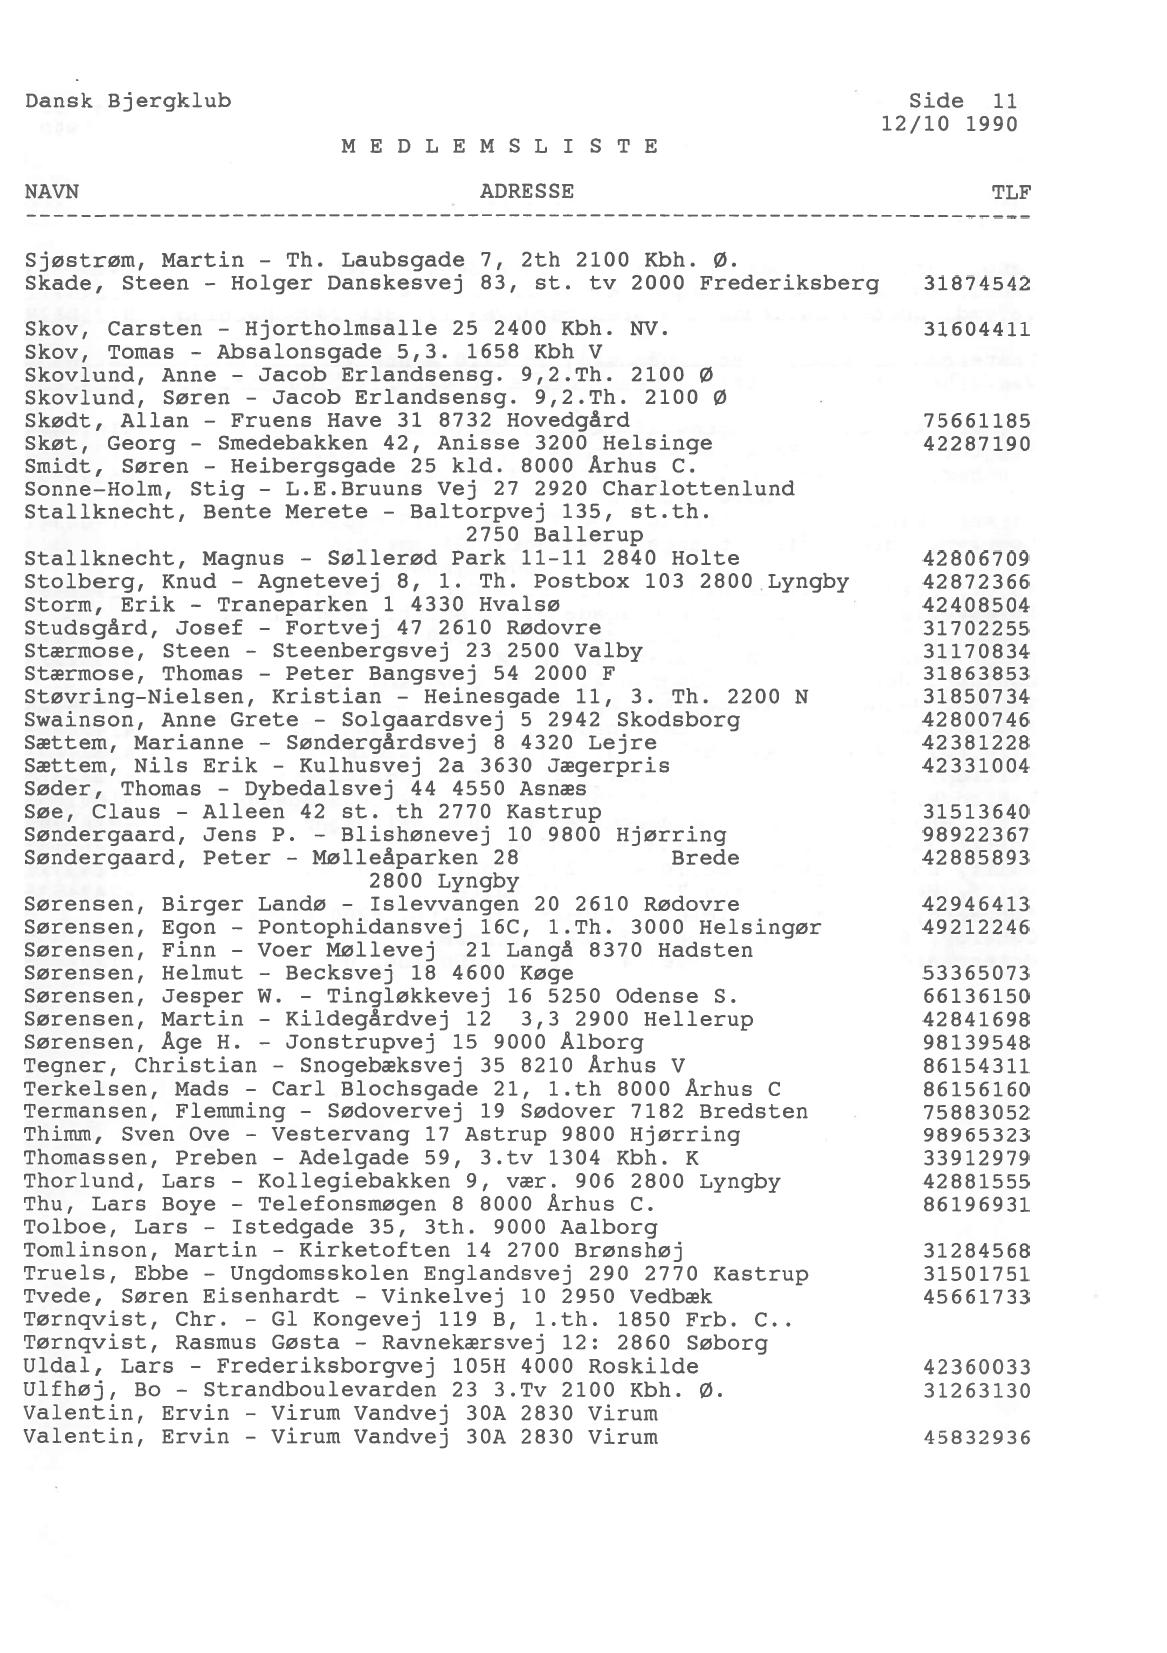 Dansk Bjergklub Side 11
12/10 1990
M E D L E M S L I S T E
NAVN ADRESSE TLF
--------------------------------------------------------------------------
Sjøstrøm, Martin - Th. Laubsgade 7, 2th 2100 Kbh. Ø.
Skade, Steen - Holger Danskesvej 83, st. tv 2000 Frederiksberg 31874542
Skov, Carsten - Hjortholmsalle 25 2400 Kbh. NV. 31604411
Skov, Tomas - Absalonsgade 5,3. 1658 Kbh V
Skovlund, Anne - Jacob Erlandsensg. 9,2.Th. 2100 Ø
Skovlund, Søren - Jacob Erlandsensg. 9,2.Th. 2100 Ø
Skødt, Allan - Fruens Have 31 8732 Hovedgård 75661185
Skøt, Georg - Smedebakken 42, Anisse 3200 Helsinge 42287190
Smidt, Søren - Heibergsgade 25 kld. 8000 Århus C.
Sonne-Holm, Stig - L.E.Bruuns Vej 27 2920 Charlottenlund
Stallknecht, Bente Merete - Baltorpvej 135, st.th.
2750 Ballerup
Stallknecht, Magnus - Søllerød Park 11-11 2840 Holte 42806709
Stolberg, Knud - Agnetevej 8, 1. Th. Postbox 103 2800 Lyngby 42872366
Storm, Erik - Traneparken 1 4330 Hvalsø 42408504
Studsgård, Josef - Fortvej 47 2610 Rødovre 31702255
Stærmose, Steen - Steenbergsvej 23 2500 Valby 31170834
Stærmose, Thomas - Peter Bangsvej 54 2000 F 31863853
Støvring-Nielsen, Kristian - Heinesgade 11, 3. Th. 2200 N 31850734
Swainson, Anne Grete - Solgaardsvej 5 2942 Skodsborg 42800746
Sættem, Marianne - Søndergårdsvej 8 4320 Lejre 42381228
Sættem, Nils Erik - Kulhusvej 2a 3630 Jægerpris 42331004
Søder, Thomas - Dybedalsvej 44 4550 Asnæs
Søe, Claus - Alleen 42 st. th 2770 Kastrup 31513640
Søndergaard, Jens P. - Blishønevej 10 9800 Hjørring 98922367
Søndergaard, Peter - Mølleåparken 28 Brede 42885893
2800 Lyngby
Sørensen, Birger Landø - Islevvangen 20 2610 Rødovre 42946413
Sørensen, Egon - Pontophidansvej 16C, 1.Th. 3000 Helsingør 49212246
Sørensen, Finn - Voer Møllevej 21 Langå 8370 Hadsten
Sørensen, Helmut - Becksvej 18 4600 Køge 53365073
Sørensen, Jesper W. - Tingløkkevej 16 5250 Odense S. 66136150
Sørensen, Martin - Kildegårdvej 12 3,3 2900 Hellerup 42841698
Sørensen, Åge H. - Jonstrupvej 15 9000 Ålborg 98139548
Tegner, Christian - Snogebæksvej 35 8210 Århus V 86154311
Terkelsen, Mads - Carl Blochsgade 21, 1.th 8000 Århus C 86156160
Termansen, Flemming - Sødovervej 19 Sødover 7182 Bredsten 75883052
Thimm, Sven Ove - Vestervang 17 Astrup 9800 Hjørring 98965323
Thomassen, Preben - Adelgade 59, 3.tv 1304 Kbh. K 33912979
Thorlund, Lars - Kollegiebakken 9, vær. 906 2800 Lyngby 42881555
Thu, Lars Boye - Telefonsmøgen 8 8000 Århus C. 86196931
Tolboe, Lars - Istedgade 35, 3th. 9000 Aalborg
Tomlinson, Martin - Kirketoften 14 2700 Brønshøj 31284568
Truels, Ebbe - Ungdomsskolen Englandsvej 290 2770 Kastrup 31501751
Tvede, Søren Eisenhardt - Vinkelvej 10 2950 Vedbæk 45661733
Tørnqvist, Chr. - Gl Kongevej 119 B, 1.th. 1850 Frb. C..
Tørnqvist, Rasmus Gøsta - Ravnekærsvej 12: 2860 Søborg
Uldal, Lars - Frederiksborgvej 105H 4000 Roskilde 42360033
Ulfhøj, Bo - Strandboulevarden 23 3.Tv 2100 Kbh. Ø. 31263130
Valentin, Ervin - Virum Vandvej 30A 2830 Virum
Valentin, Ervin - Virum Vandvej 30A 2830 Virum 45832936